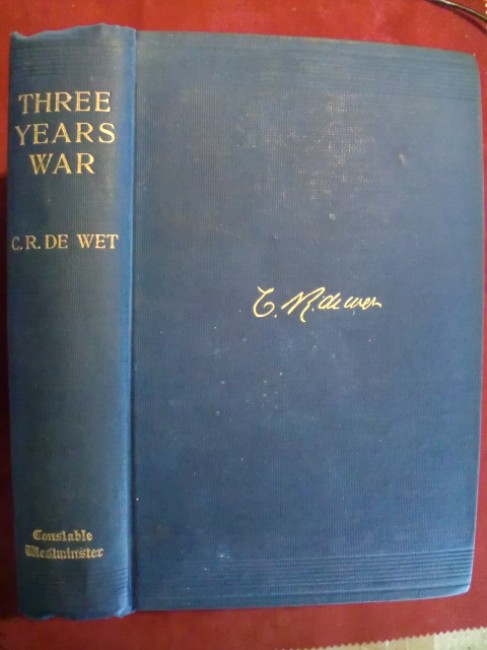 THREE
YEARS
WAR
C. R. DE WET
C. R. de Wet
Constable
Westminster